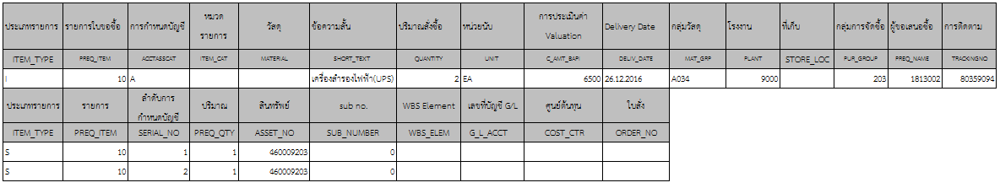 ประเภทรายการ รายการใบขอซื้อ การกำหนดบัญชี หมวดรายการ วัสดุ ข้อความสั้น ปริมาณสั่งซื้อ หน่วยนับ การประเมินค่า Valuation Delivery Date กลุ่มวัสดุ โรงงาน ที่เก็บ กลุ่มการจัดซื้อ ผู้ขอเสนอซื้อ การติดตาม
ITEM_TYPE PREQ_ITEM ACCTASSCAT ITEM_CAT MATERIAL SHORT_TEXT QUANTITY UNIT C_AMT_BAPI DELIV_DATE MAT_GRP PLANT STORE_LOC PUR_GROUP PREQ_NAME TRACKINGNO
I 10 A เครื่องสำรองไฟฟ้า(UPS) 2 EA 6500 26.12.2016 A034 9000 203 1813002 80359094
ประเภทรายการ รายการ ลำดับการกำหนดบัญชี ปริมาณ สินทรัพย์ sub no. WBS Element เลขที่บัญชี G/L ศูนย์ต้นทุน ใบสั่ง
ITEM_TYPE PREQ_ITEM SERIAL_NO PREQ_QTY ASSET_NO SUB_NUMBER WBS_ELEM G_L_ACCT COST_CTR ORDER_NO
S 10 1 1 460009203 0
S 10 2 1 460009203 0